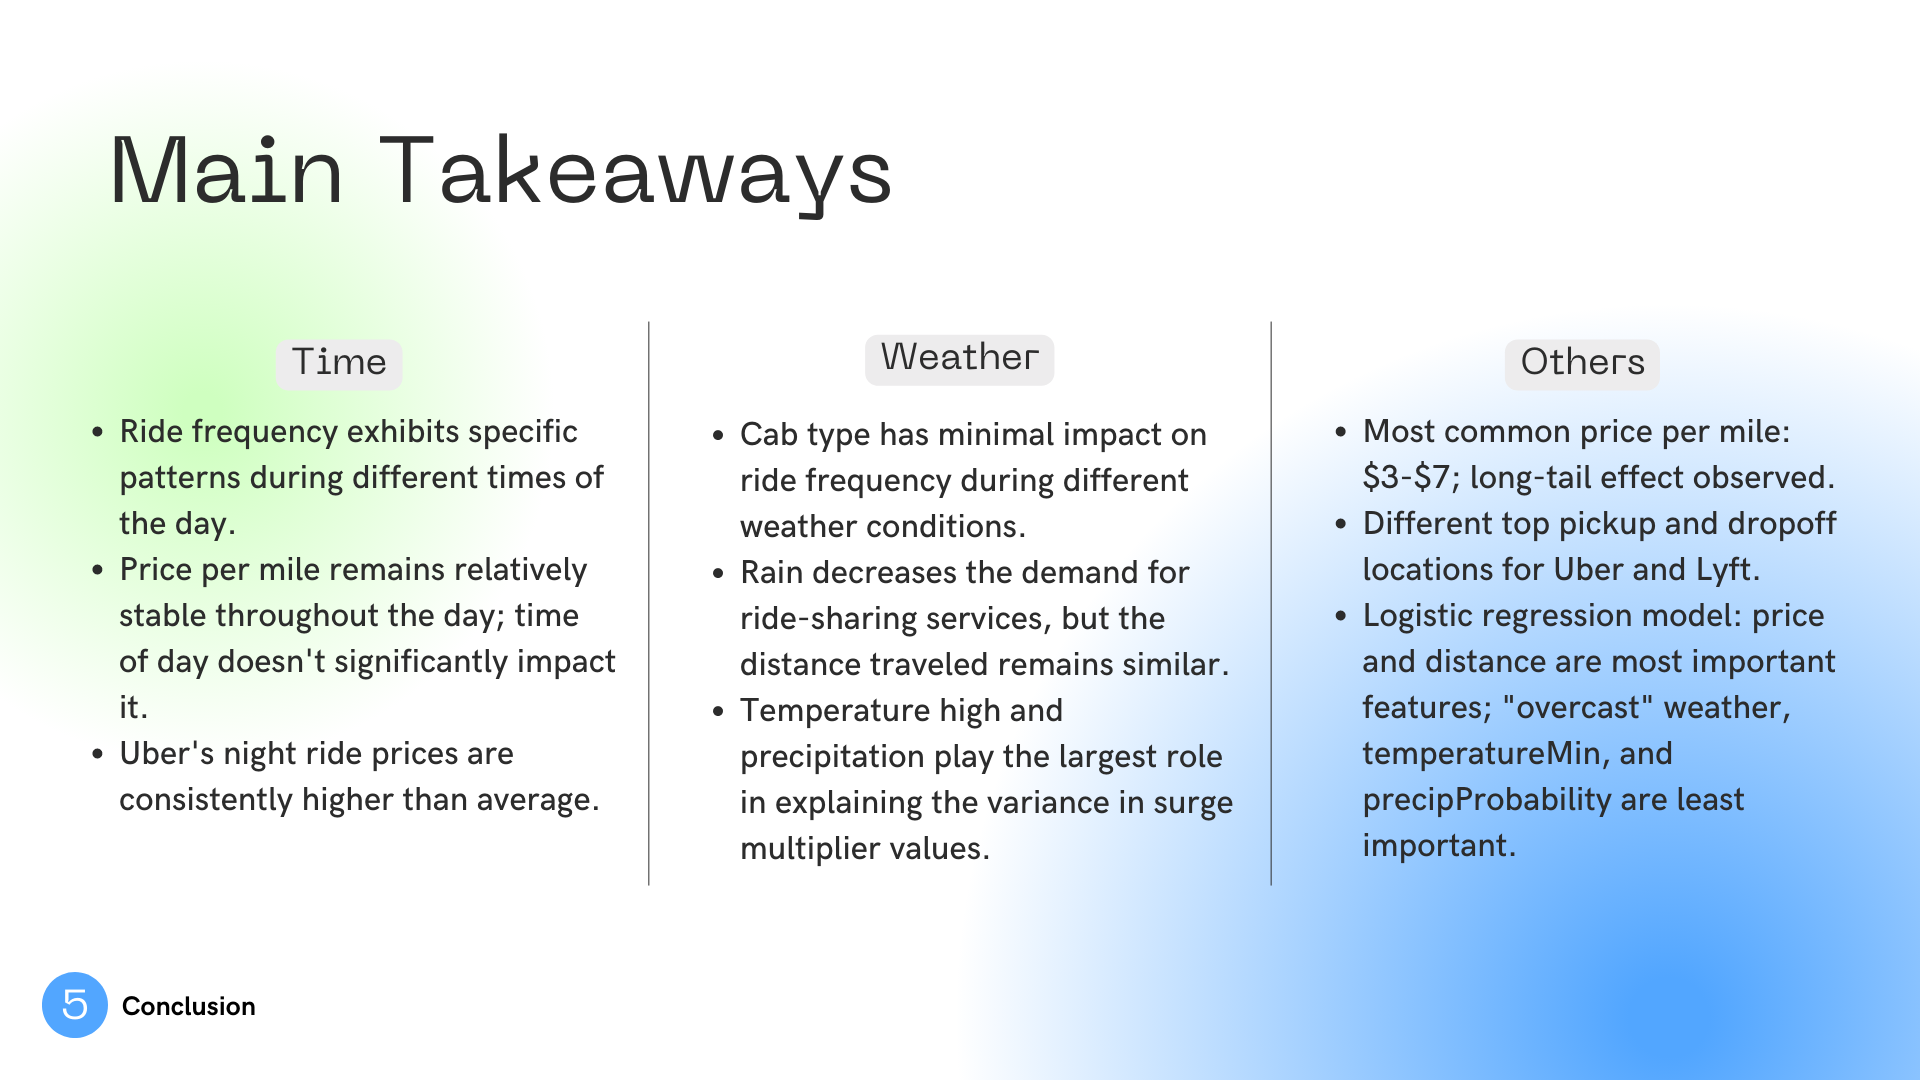 Main Takeaways
Time
• Ride frequency exhibits specific
patterns during different times of
the day.
• Price per mile remains relatively
stable throughout the day; time
of day doesn't significantly impact
it.
• Uber's night ride prices are
consistently higher than average.
Weather
• Cab type has minimal impact on
ride frequency during different
weather conditions.
• Rain decreases the demand for
ride-sharing services, but the
distance traveled remains similar.
• Temperature high and
precipitation play the largest role
in explaining the variance in surge
multiplier values.
Others
• Most common price per mile:
$3-$7; long-tail effect observed.
• Different top pickup and dropoff
locations for Uber and Lyft.
• Logistic regression model: price
and distance are most important
features; "overcast" weather,
temperatureMin, and
precipProbability are least
important.
5 Conclusion